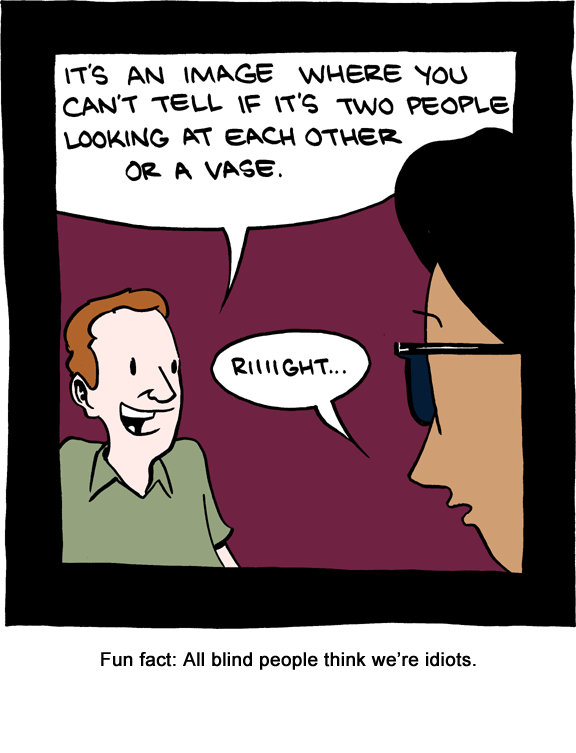 IT'S AN IMAGE WHERE YOU
CAN'T TELL IF IT'S TWO PEOPLE
LOOKING AT EACH OTHER
OR A VASE.
RIIIIGHT...
Fun fact: All blind people think we're idiots.